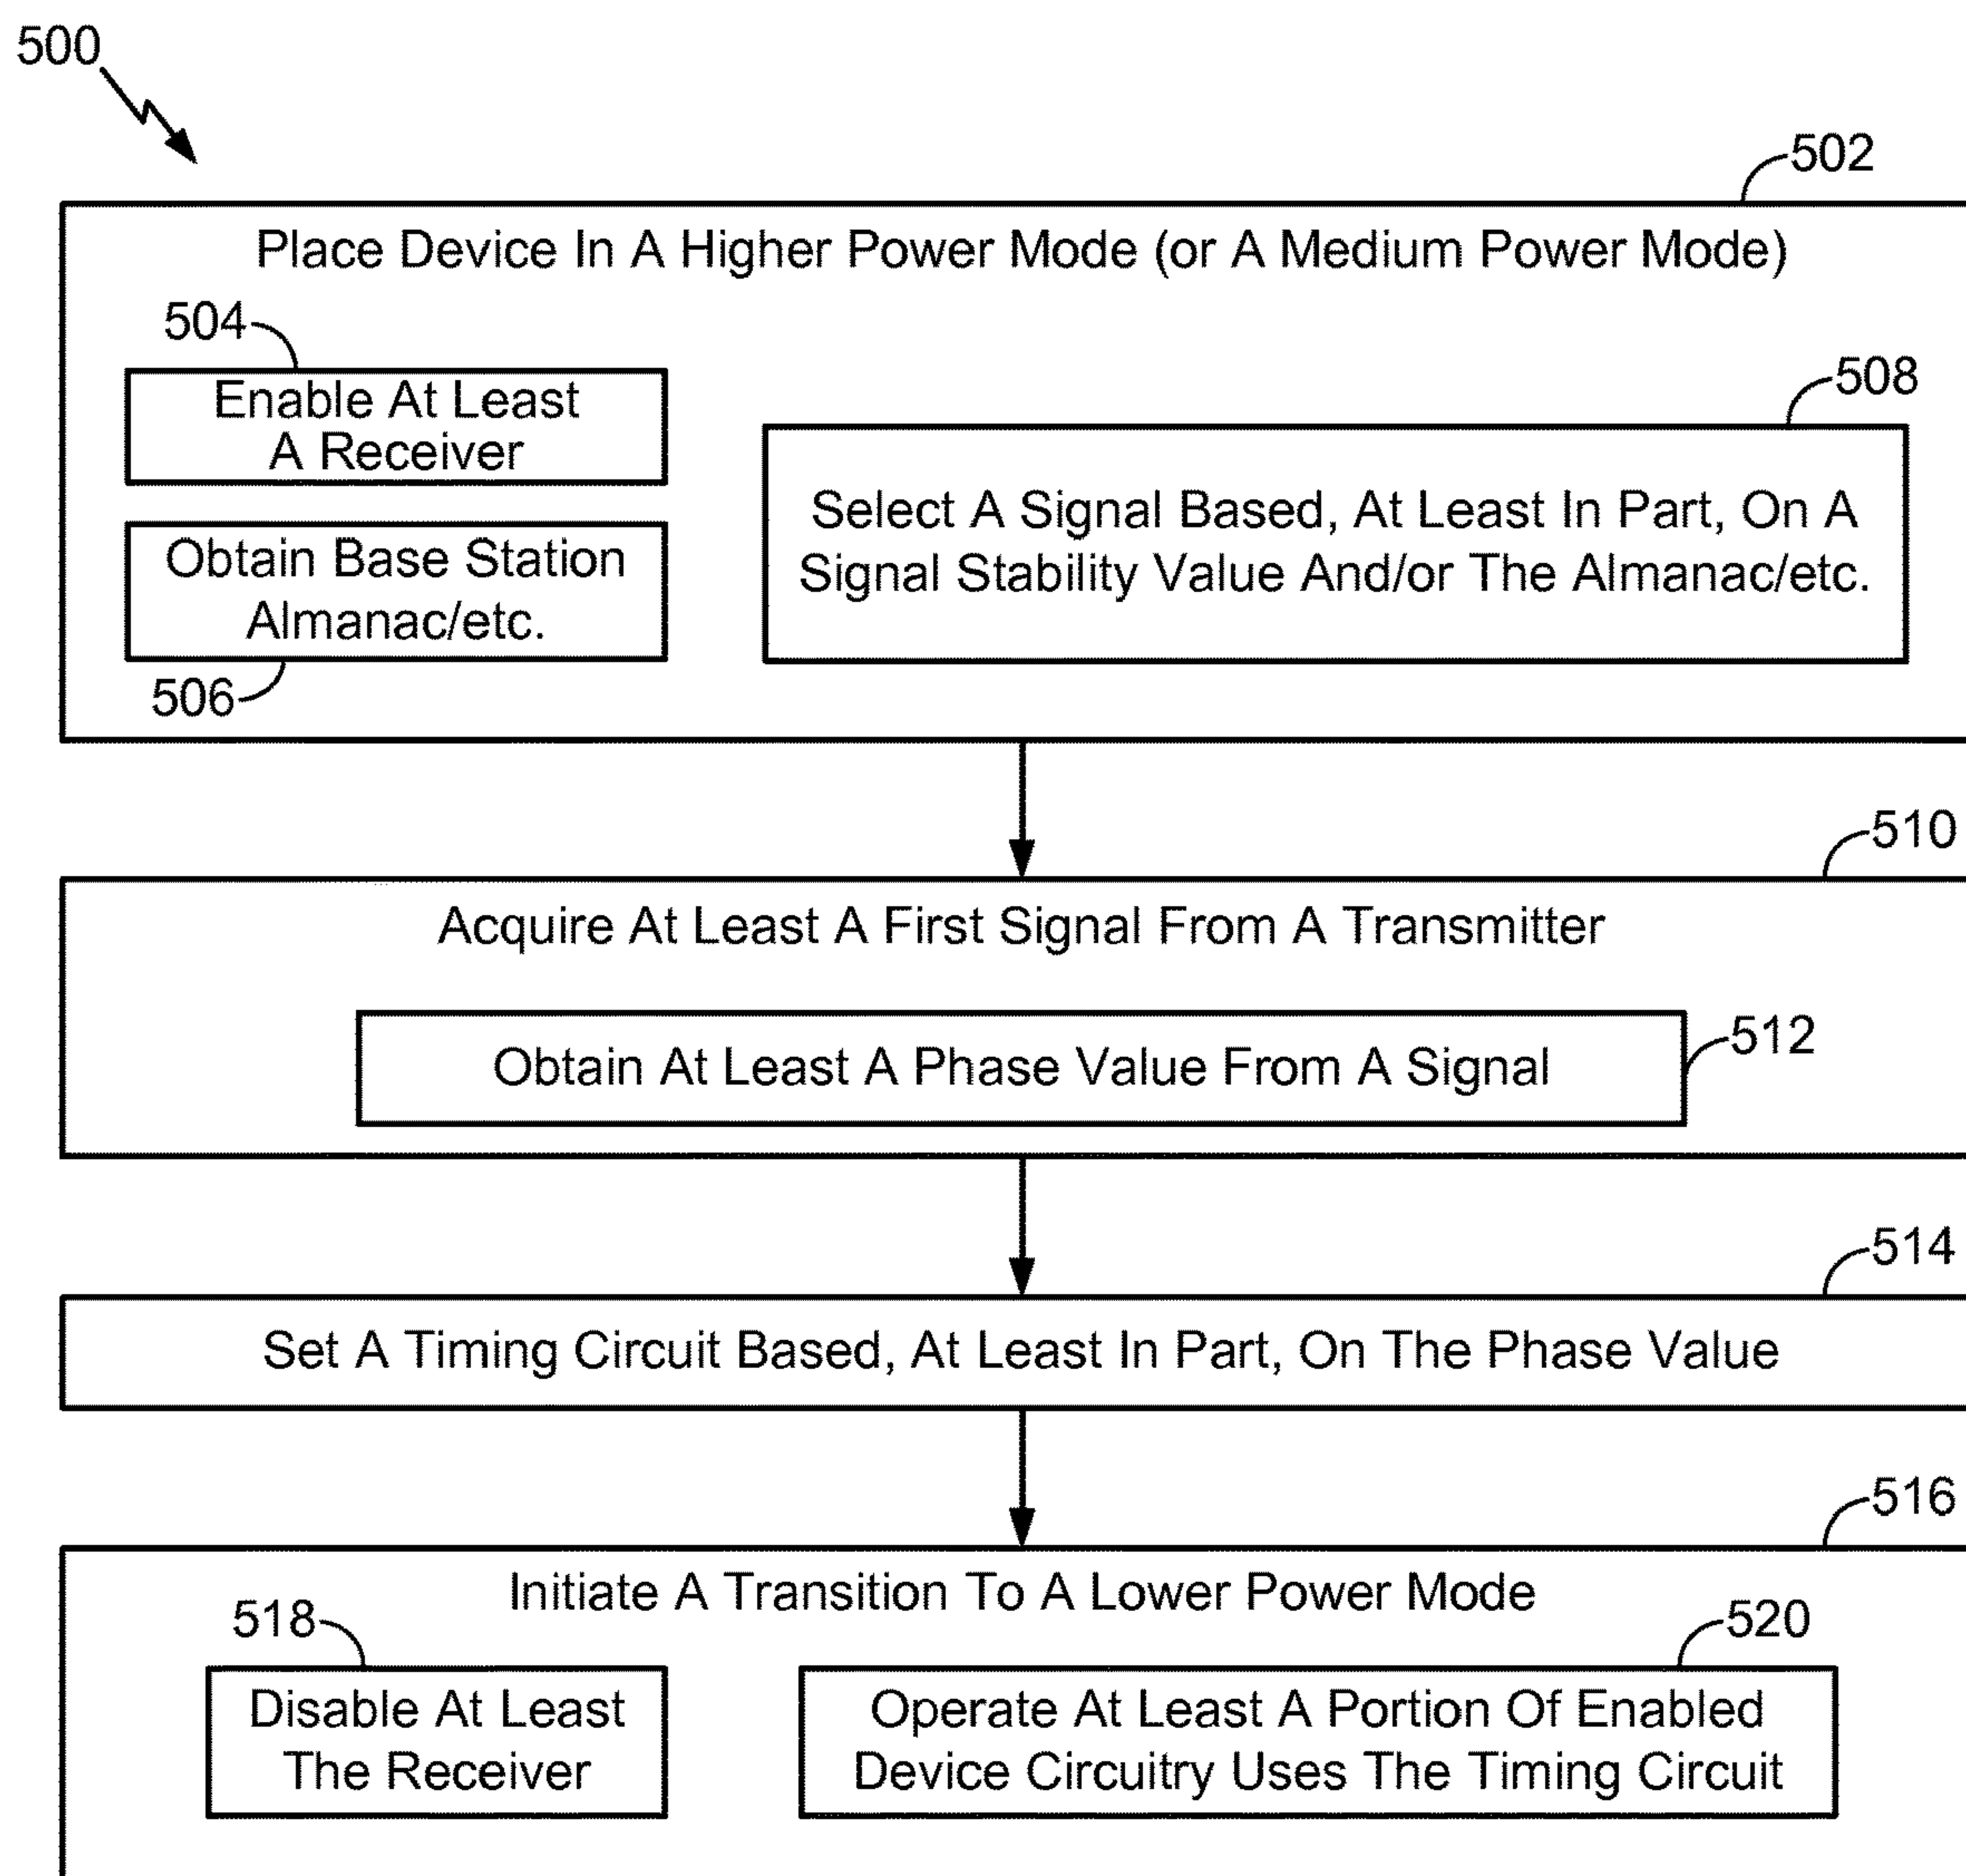 500
502
Place Device In A Higher Power Mode (or A Medium Power Mode)
504
Enable At Least
A Receiver
508
Select A Signal Based, At Least In Part, On A
Signal Stability Value And/or The Almanac/etc.
Obtain Base Station
Almanac/etc.
506
510
Acquire At Least A First Signal From A Transmitter
Obtain At Least A Phase Value From A Signal
512
514
Set A Timing Circuit Based, At Least In Part, On The Phase Value
516
Initiate A Transition To A Lower Power Mode
518
Disable At Least
The Receiver
520
Operate At Least A Portion Of Enabled
Device Circuitry Uses The Timing Circuit